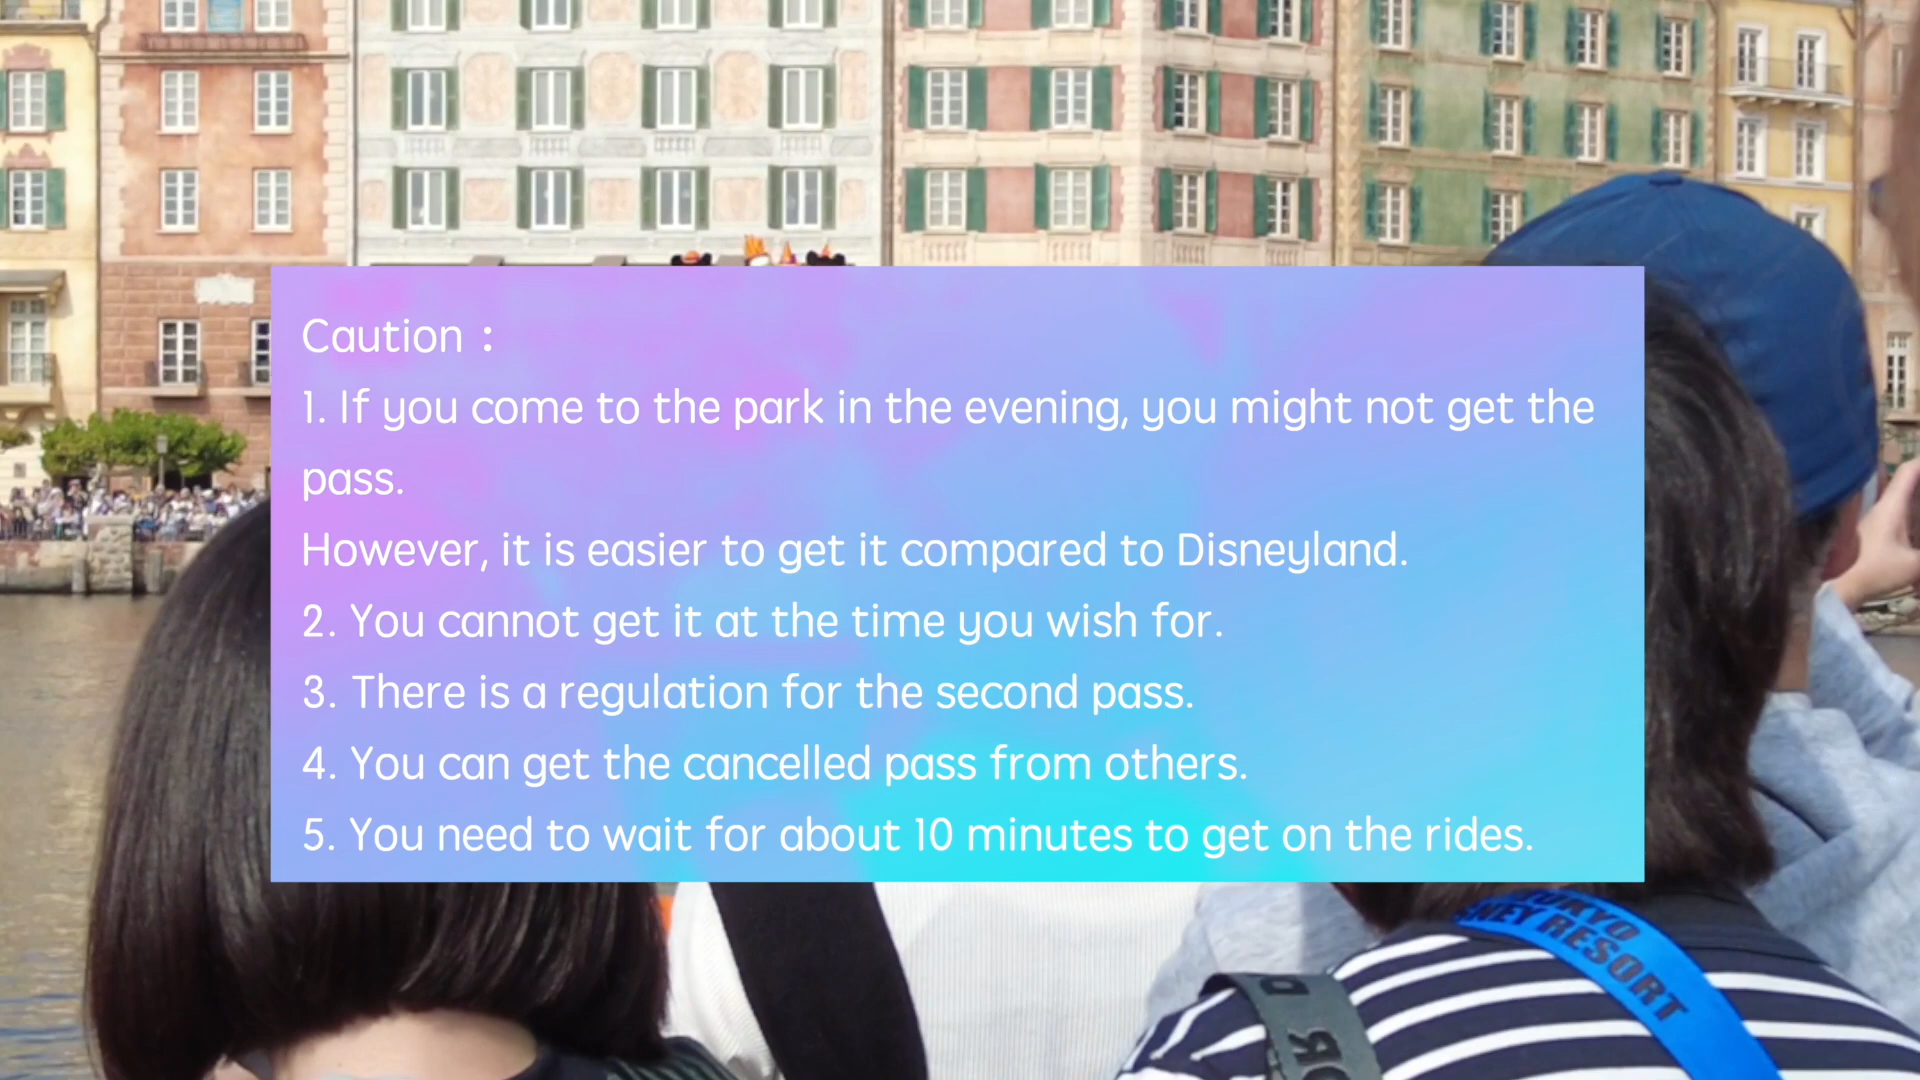 Caution :
1. If you come to the park in the evening, you might not get the
pass.
However, it is easier to get it compared to Disneyland.
2. You cannot get it at the time you wish for.
3. There is a regulation for the second pass.
4. You can get the cancelled pass from others.
5. You need to wait for about 10 minutes to get on the rides.
RESORT